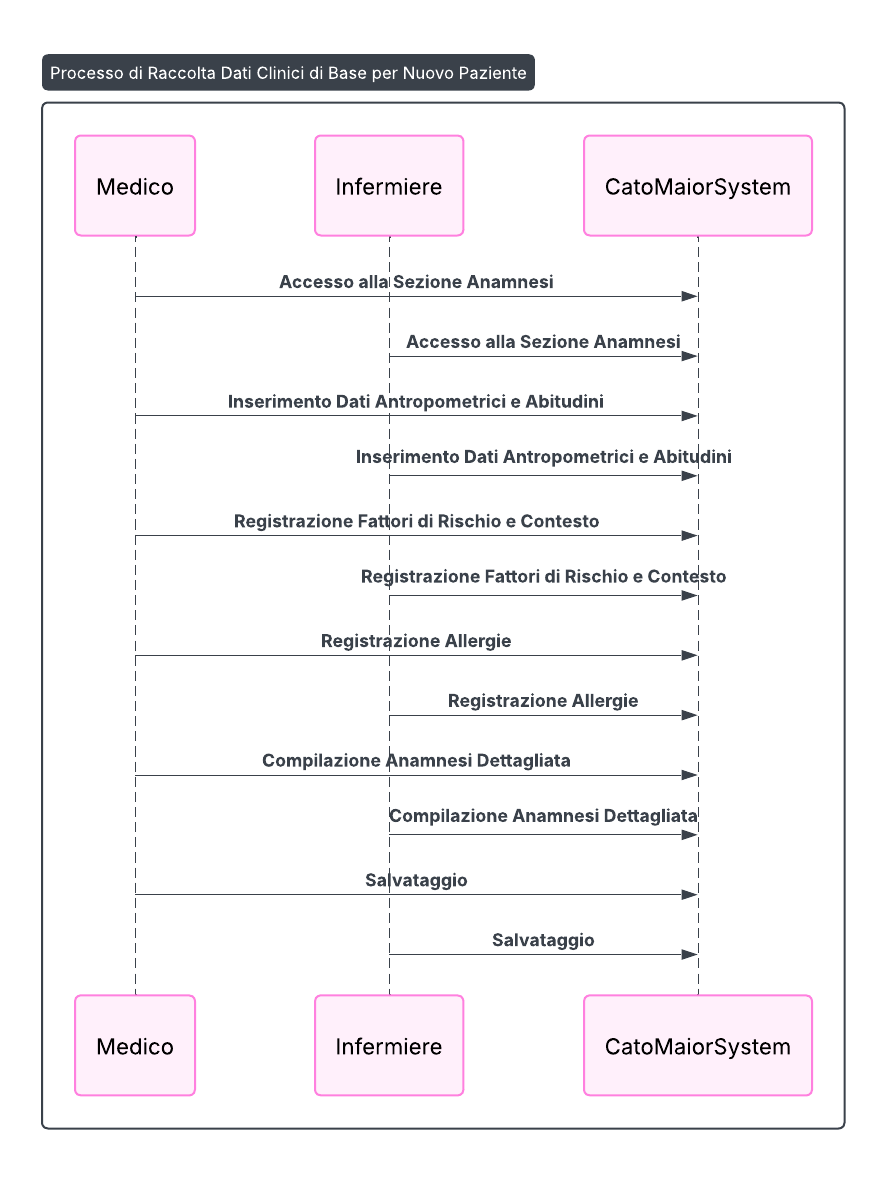 Processo di Raccolta Dati Clinici di Base per Nuovo Paziente
Medico
Infermiere
CatoMaiorSystem
Accesso alla Sezione Anamnesi
Accesso alla Sezione Anamnesi
Inserimento Dati Antropometrici e Abitudini
Inserimento Dati Antropometrici e Abitudini
Registrazione Fattori di Rischio e Contesto
Registrazione Fattori di Rischio e Contesto
Registrazione Allergie
Registrazione Allergie
Compilazione Anamnesi Dettagliata
Compilazione Anamnesi Dettagliata
Salvataggio
Salvataggio
Medico
Infermiere
CatoMaiorSystem